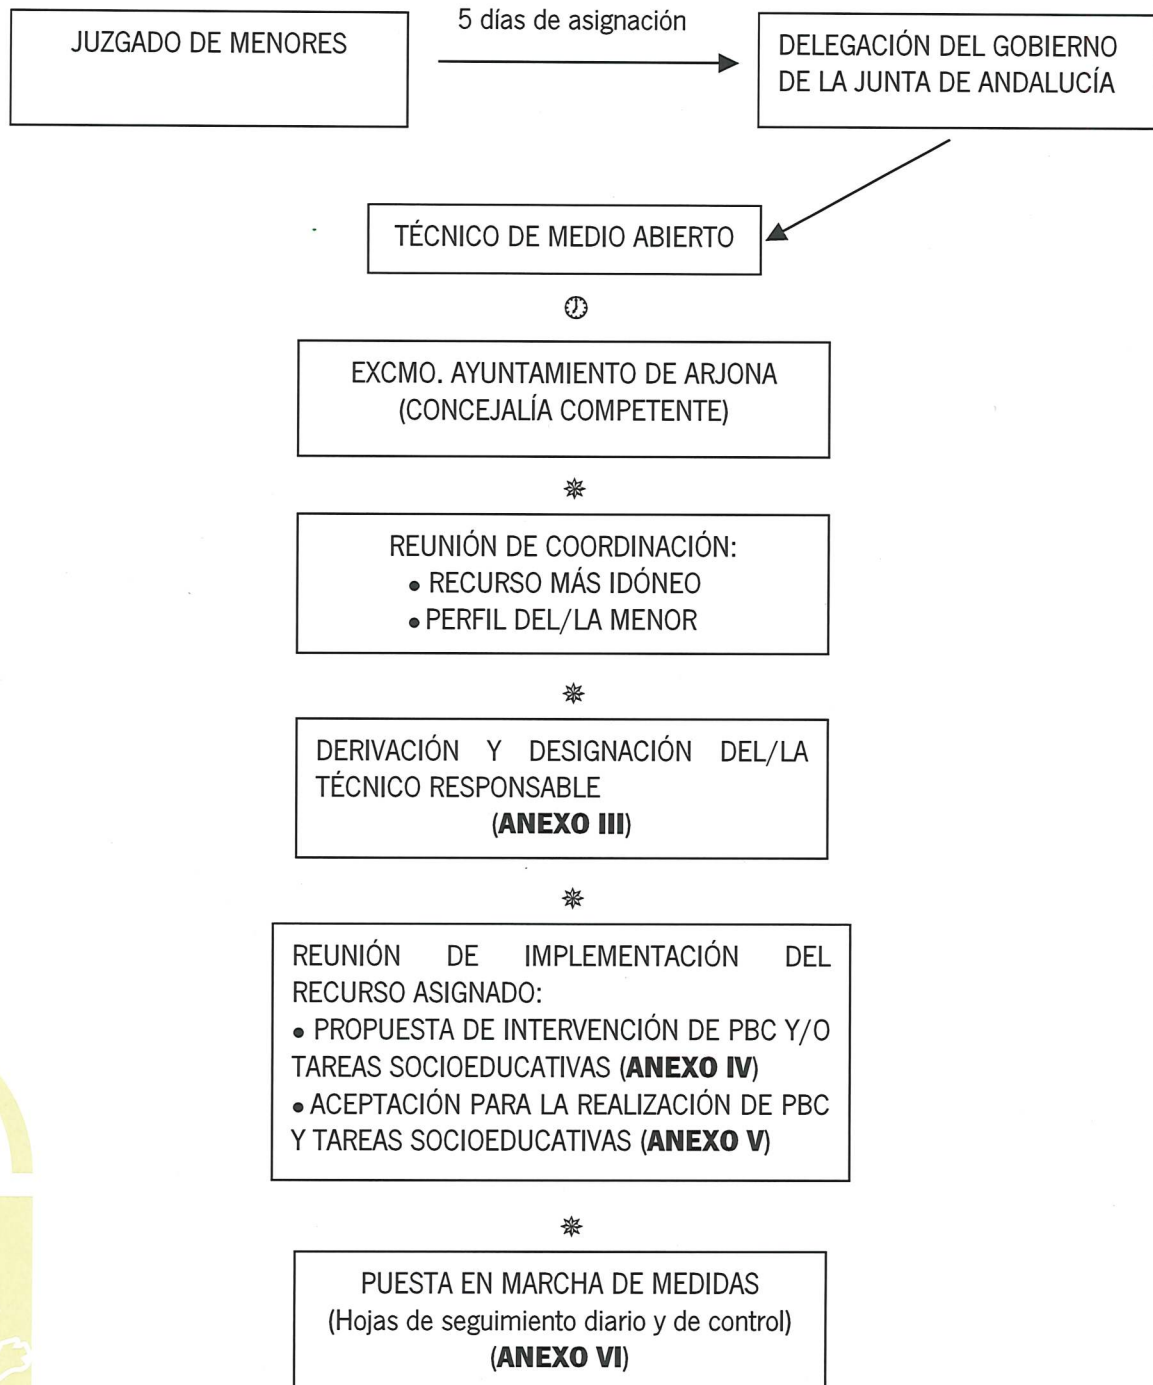 5 días de asignación
JUZGADO DE MENORES
DELEGACIÓN DEL GOBIERNO
DE LA JUNTA DE ANDALUCÍA
TÉCNICO DE MEDIO ABIERTO
EXCMO. AYUNTAMIENTO DE ARJONA
(CONCEJALÍA COMPETENTE)
REUNIÓN DE COORDINACIÓN:
• RECURSO MÁS IDÓNEO
• PERFIL DEL/LA MENOR
DERIVACIÓN Y DESIGNACIÓN DEL/LA
TÉCNICO RESPONSABLE
(ANEXO III)
REUNIÓN DE IMPLEMENTACIÓN DEL
RECURSO ASIGNADO:
• PROPUESTA DE INTERVENCIÓN DE PBC Y/O
TAREAS SOCIOEDUCATIVAS (ANEXO IV)
• ACEPTACIÓN PARA LA REALIZACIÓN DE PBC
Y TAREAS SOCIOEDUCATIVAS (ANEXO V)
PUESTA EN MARCHA DE MEDIDAS
(Hojas de seguimiento diario y de control)
(ANEXO VI)